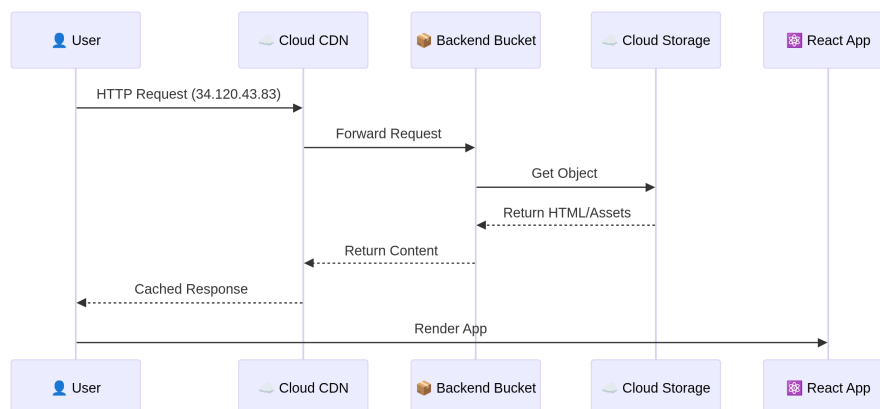 👤 User
☁️ Cloud CDN
📦 Backend Bucket
☁️ Cloud Storage
⚛️ React App
HTTP Request (34.120.43.83)
Forward Request
Get Object
Return HTML/Assets
Return Content
Cached Response
Render App
👤 User
☁️ Cloud CDN
📦 Backend Bucket
☁️ Cloud Storage
⚛️ React App